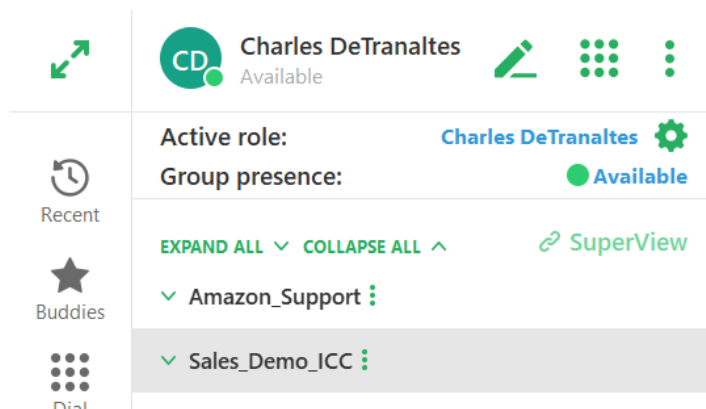 CD
Charles DeTranaltes
Available
Active role: Charles DeTranaltes
Group presence: Available
Recent
Buddies
Dial
EXPAND ALL COLLAPSE ALL SuperView
Amazon_Support
Sales_Demo_ICC